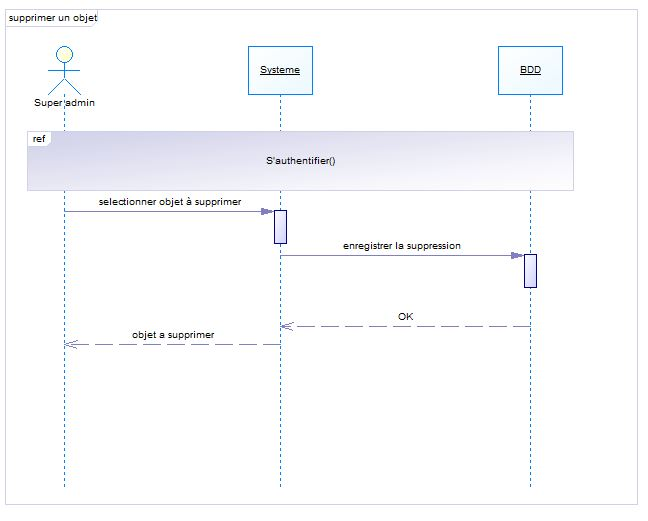 supprimer un objet
Super admin
Systeme
BDD
ref
S'authentifier()
selectionner objet à supprimer
enregistrer la suppression
OK
objet a supprimer